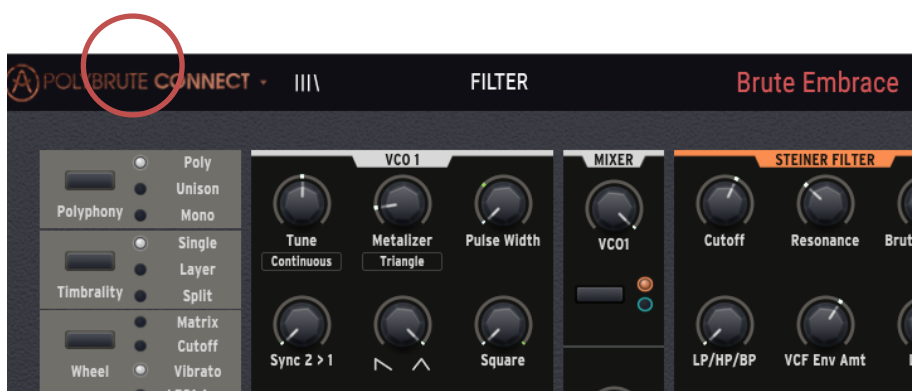 POLYBRUTE CONNECT
FILTER
Brute Embrace
VCO 1
MIXER
STEINER FILTER
Poly
Unison
Polyphony
Mono
Tune
Metalizer
Pulse Width
VCO1
Cutoff
Resonance
Brut
Continuous
Triangle
Single
Layer
Timbrality
Split
Matrix
Cutoff
Wheel
Vibrato
Sync 2 > 1
Square
LP/HP/BP
VCF Env Amt